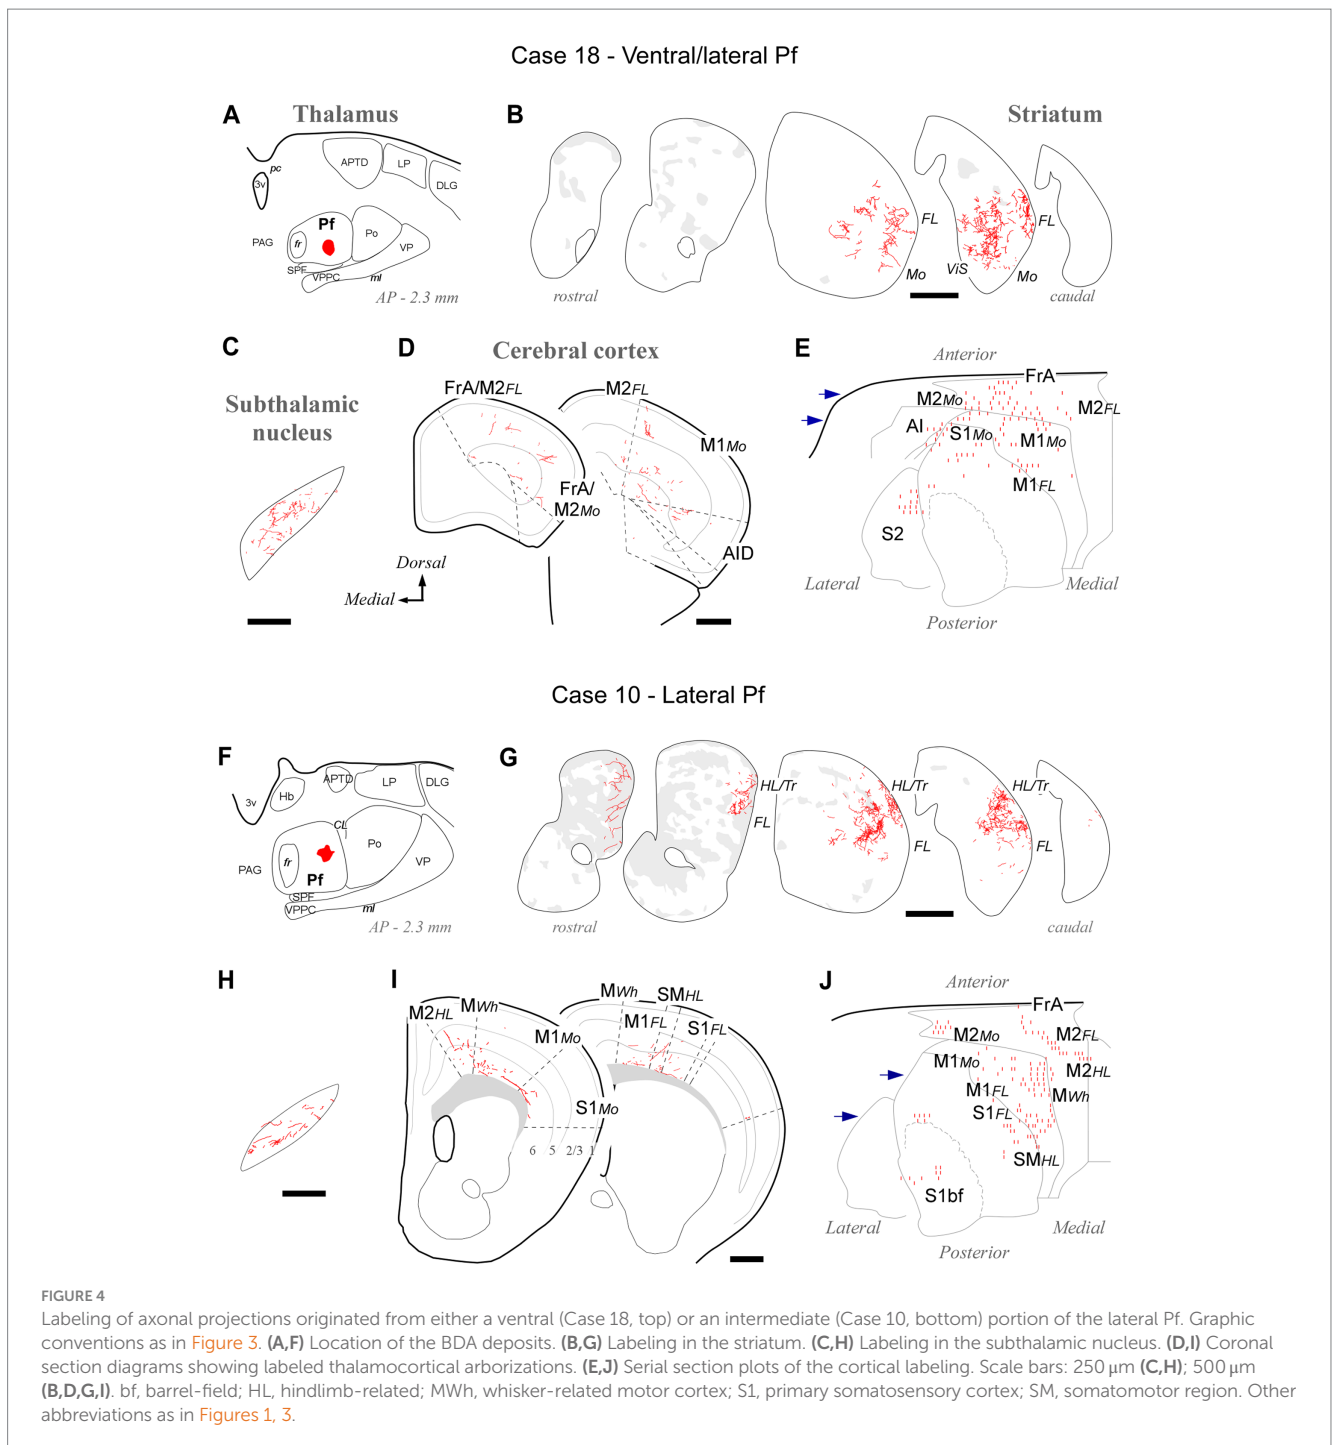 Case 18 - Ventral/lateral Pf
A
Thalamus
pc
3v
APTD
LP
DLG
Pf
Po
VP
PAG
fr
SPF
VPPC
ml
AP - 2.3 mm
B
Striatum
FL
Mo
ViS
FL
Mo
rostral
caudal
C
Subthalamic
nucleus
D
Cerebral cortex
FrA/M2FL
M2FL
M1Mo
FrA/
M2Mo
AID
Dorsal
Medial
E
Anterior
FrA
M2Mo
M2FL
AI
S1Mo
M1Mo
M1FL
S2
Lateral
Medial
Posterior
Case 10 - Lateral Pf
F
3v
Hb
APTD
LP
DLG
CL
Po
VP
PAG
fr
Pf
SPF
VPPC
ml
AP - 2.3 mm
G
HL/Tr
FL
HL/Tr
FL
HL/Tr
FL
rostral
caudal
H
I
M2HL
MWh
M1Mo
S1Mo
6 5 2/3 1
MWh
SMHL
M1FL
S1FL
J
Anterior
FrA
M2Mo
M2FL
M1Mo
M2HL
M1FL
MWh
S1FL
SMHL
S1bf
Lateral
Medial
Posterior
FIGURE 4
Labeling of axonal projections originated from either a ventral (Case 18, top) or an intermediate (Case 10, bottom) portion of the lateral Pf. Graphic
conventions as in Figure 3. (A,F) Location of the BDA deposits. (B,G) Labeling in the striatum. (C,H) Labeling in the subthalamic nucleus. (D,I) Coronal
section diagrams showing labeled thalamocortical arborizations. (E,J) Serial section plots of the cortical labeling. Scale bars: 250 μm (C,H); 500 μm
(B,D,G,I). bf, barrel-field; HL, hindlimb-related; MWh, whisker-related motor cortex; S1, primary somatosensory cortex; SM, somatomotor region. Other
abbreviations as in Figures 1, 3.